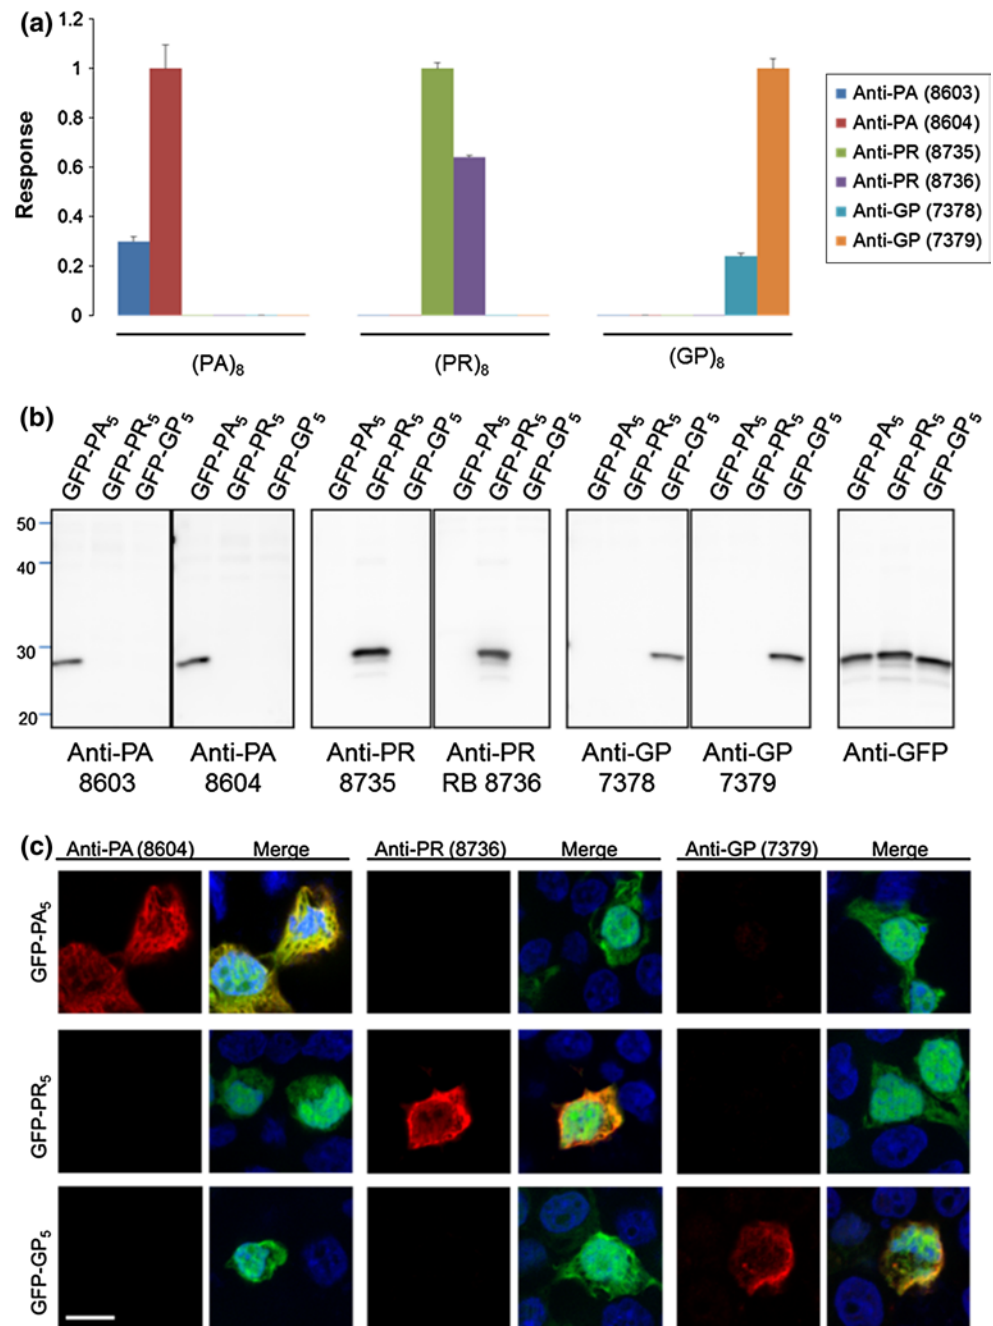 (a)
1.2
1
0.8
0.6
0.4
0.2
0
Response
(PA)8
(PR)8
(GP)8
Anti-PA (8603)
Anti-PA (8604)
Anti-PR (8735)
Anti-PR (8736)
Anti-GP (7378)
Anti-GP (7379)
(b)
GFP-PA5 GFP-PR5 GFP-GP5 GFP-PA5 GFP-PR5 GFP-GP5 GFP-PA5 GFP-PR5 GFP-GP5 GFP-PA5 GFP-PR5 GFP-GP5 GFP-PA5 GFP-PR5 GFP-GP5 GFP-PA5 GFP-PR5 GFP-GP5 GFP-PA5 GFP-PR5 GFP-GP5
50
40
30
20
Anti-PA 8603
Anti-PA 8604
Anti-PR 8735
Anti-PR RB 8736
Anti-GP 7378
Anti-GP 7379
Anti-GFP
(c)
Anti-PA (8604) Merge Anti-PR (8736) Merge Anti-GP (7379) Merge
GFP-PA5
GFP-PR5
GFP-GP5